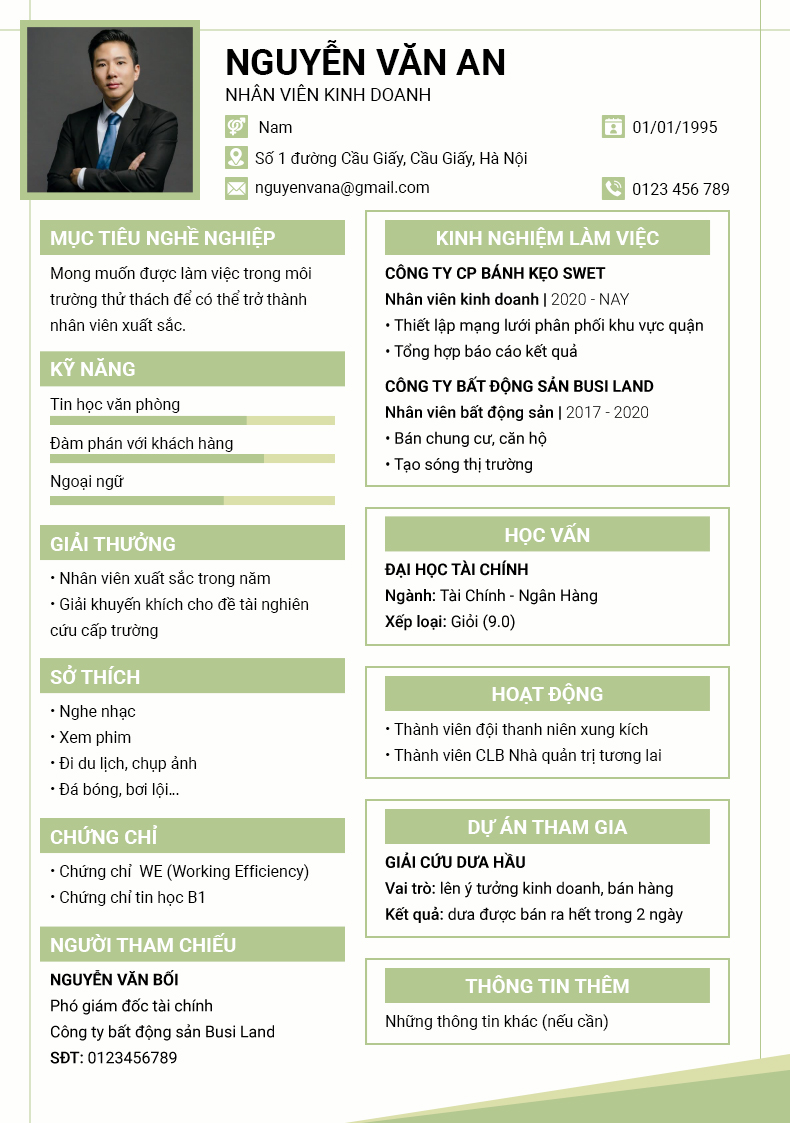 NGUYỄN VĂN AN
NHÂN VIÊN KINH DOANH
Nam
01/01/1995
Số 1 đường Cầu Giấy, Cầu Giấy, Hà Nội
nguyenvana@gmail.com
0123 456 789
MỤC TIÊU NGHỀ NGHIỆP
Mong muốn được làm việc trong môi
trường thử thách để có thể trở thành
nhân viên xuất sắc.
KỸ NĂNG
Tin học văn phòng
Đàm phán với khách hàng
Ngoại ngữ
GIẢI THƯỞNG
• Nhân viên xuất sắc trong năm
• Giải khuyến khích cho đề tài nghiên
cứu cấp trường
SỞ THÍCH
• Nghe nhạc
• Xem phim
• Đi du lịch, chụp ảnh
• Đá bóng, bơi lội...
CHỨNG CHỈ
• Chứng chỉ  WE (Working Efficiency)
• Chứng chỉ tin học B1
NGƯỜI THAM CHIẾU
NGUYỄN VĂN BỐI
Phó giám đốc tài chính
Công ty bất động sản Busi Land
SĐT: 0123456789
KINH NGHIỆM LÀM VIỆC
CÔNG TY CP BÁNH KẸO SWET
Nhân viên kinh doanh | 2020 - NAY
• Thiết lập mạng lưới phân phối khu vực quận
• Tổng hợp báo cáo kết quả
CÔNG TY BẤT ĐỘNG SẢN BUSI LAND
Nhân viên bất động sản | 2017 - 2020
• Bán chung cư, căn hộ
• Tạo sóng thị trường
HỌC VẤN
ĐẠI HỌC TÀI CHÍNH
Ngành: Tài Chính - Ngân Hàng
Xếp loại: Giỏi (9.0)
HOẠT ĐỘNG
• Thành viên đội thanh niên xung kích
• Thành viên CLB Nhà quản trị tương lai
DỰ ÁN THAM GIA
GIẢI CỨU DƯA HẦU
Vai trò: lên ý tưởng kinh doanh, bán hàng
Kết quả: dưa được bán ra hết trong 2 ngày
THÔNG TIN THÊM
Những thông tin khác (nếu cần)